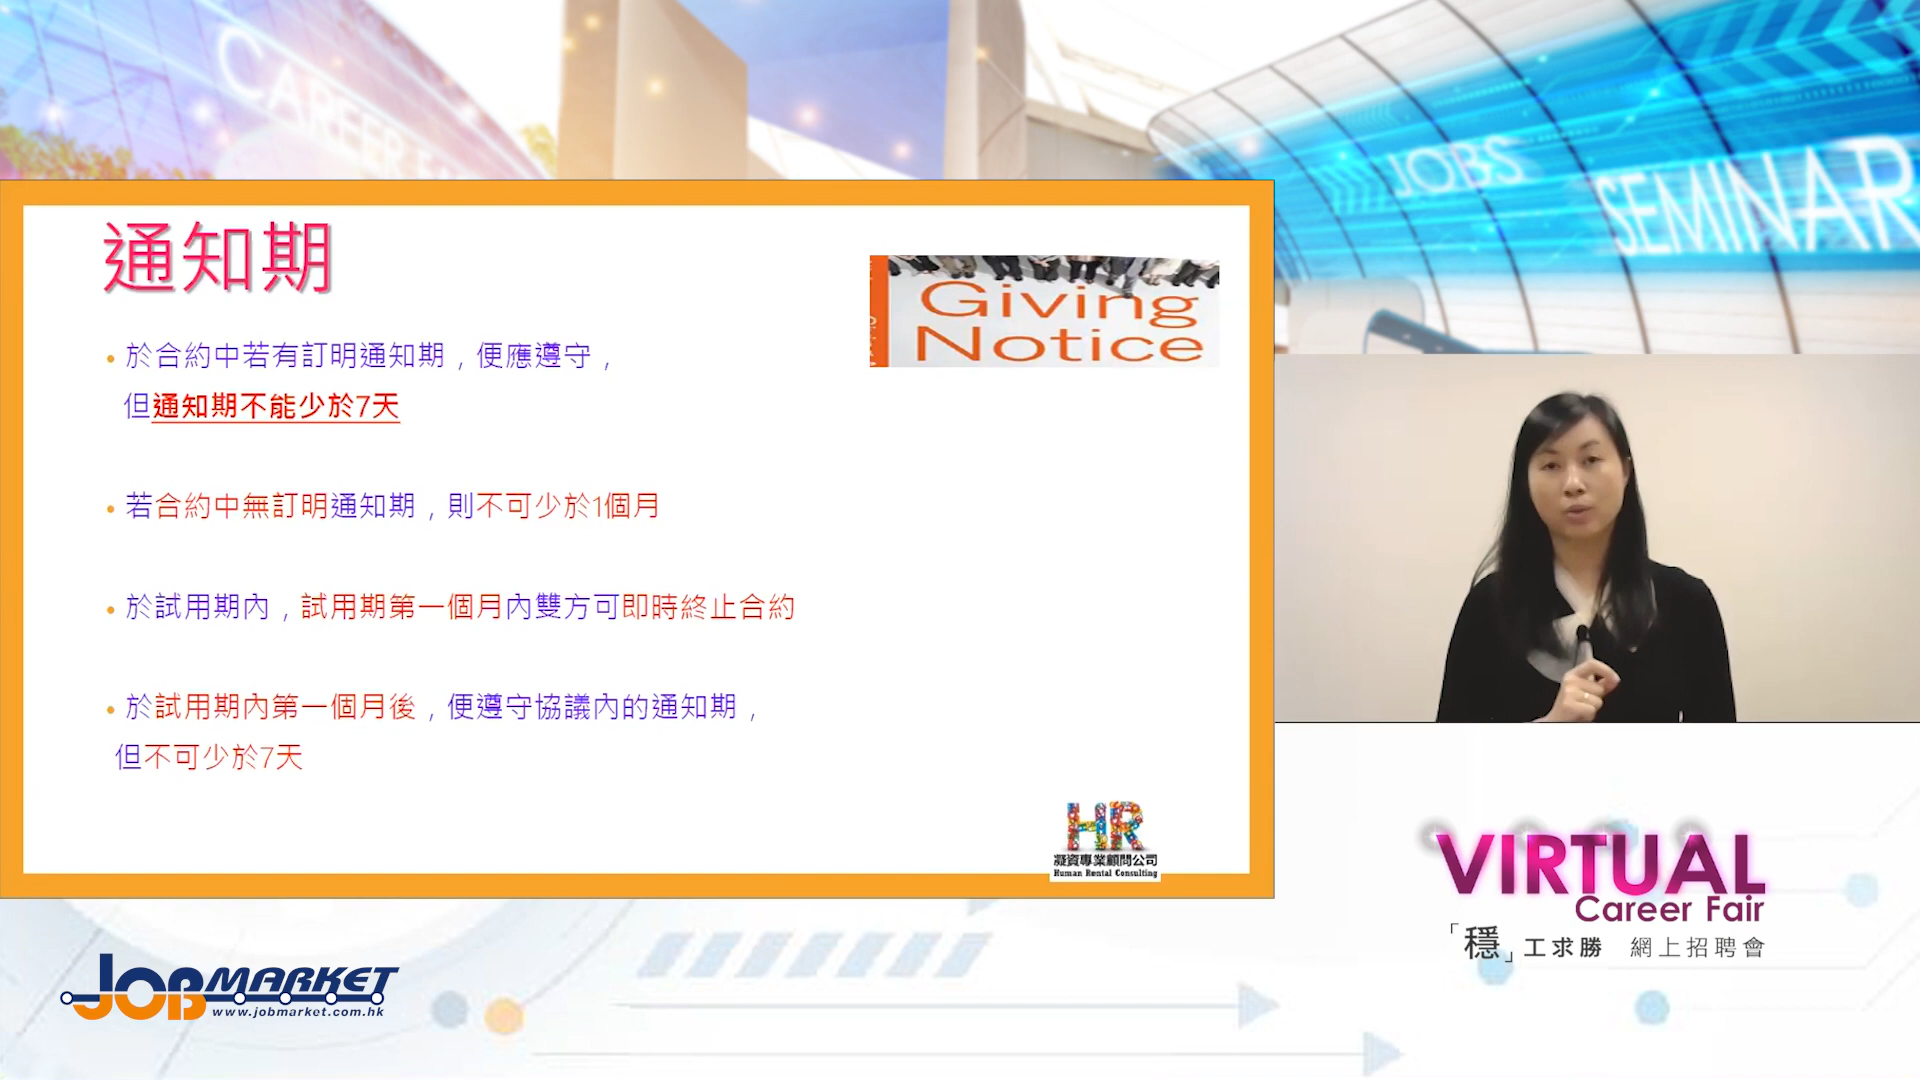 CAREER FA
JOBS
SEMINAR
通知期
Giving
Notice
• 於合約中若有訂明通知期，便應遵守，
但通知期不能少於7天
• 若合約中無訂明通知期，則不可少於1個月
• 於試用期內，試用期第一個月內雙方可即時終止合約
• 於試用期內第一個月後，便遵守協議內的通知期，
但不可少於7天
HR
凝資專業顧問公司
Human Rental Consulting
VIRTUAL
Career Fair
「穩」工求勝 網上招聘會
JOBMARKET
www.jobmarket.com.hk